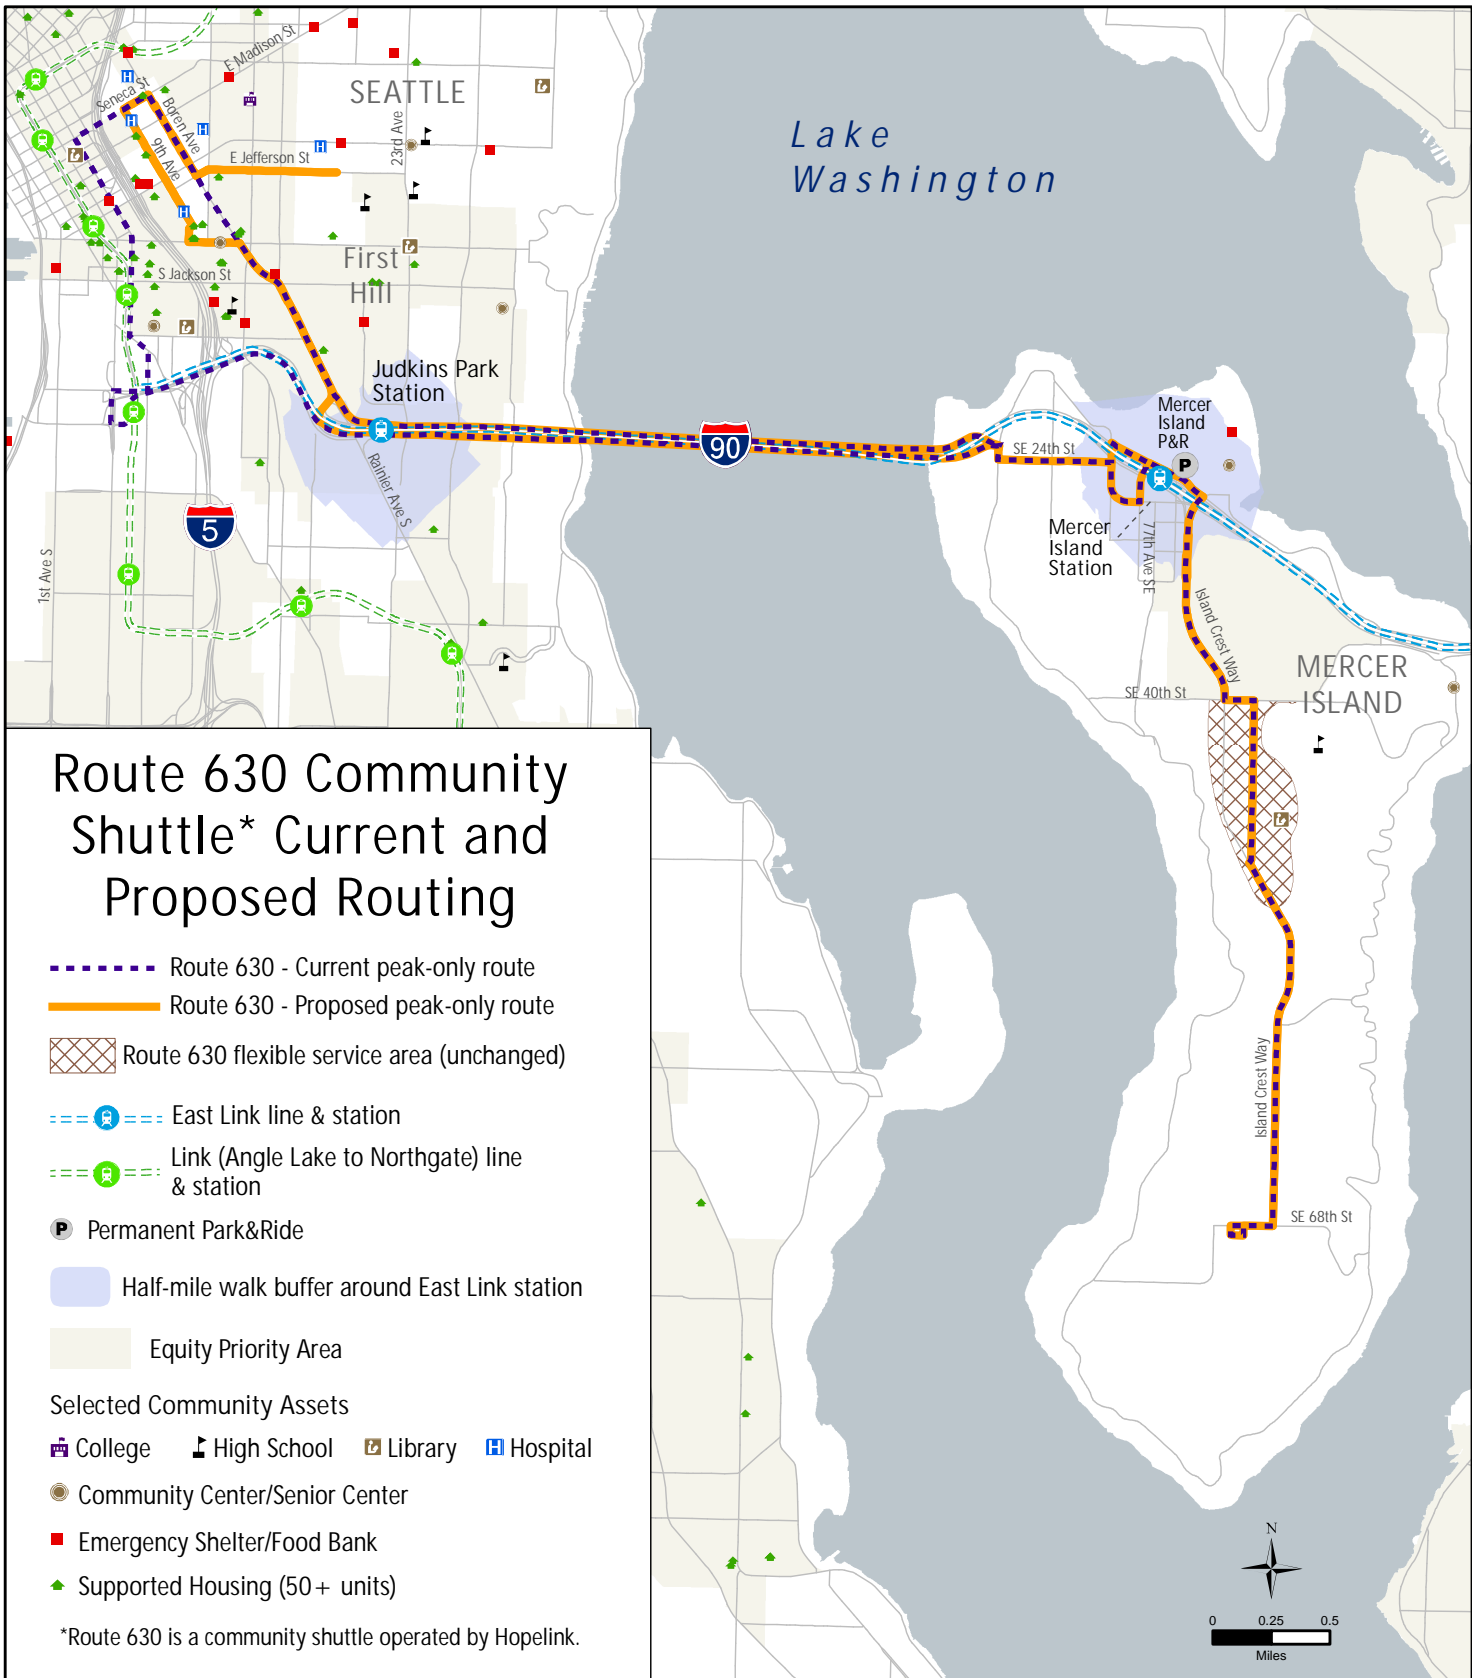 E Madison St
SEATTLE
Seneca St
Boren Ave
9th Ave
23rd Ave
E Jefferson St
Lake
Washington
First
Hill
S Jackson St
Judkins Park
Station
Mercer
Island
P&R
P
90
SE 24th St
Rainier Ave S
5
1st Ave S
Mercer
Island
Station
77th Ave SE
Island Crest Way
SE 40th St
MERCER
ISLAND
Island Crest Way
SE 68th St
Route 630 Community
Shuttle* Current and
Proposed Routing
Route 630 - Current peak-only route
Route 630 - Proposed peak-only route
Route 630 flexible service area (unchanged)
East Link line & station
Link (Angle Lake to Northgate) line
& station
P Permanent Park&Ride
Half-mile walk buffer around East Link station
Equity Priority Area
Selected Community Assets
College High School Library H Hospital
Community Center/Senior Center
Emergency Shelter/Food Bank
Supported Housing (50+ units)
*Route 630 is a community shuttle operated by Hopelink.
N
0 0.25 0.5
Miles